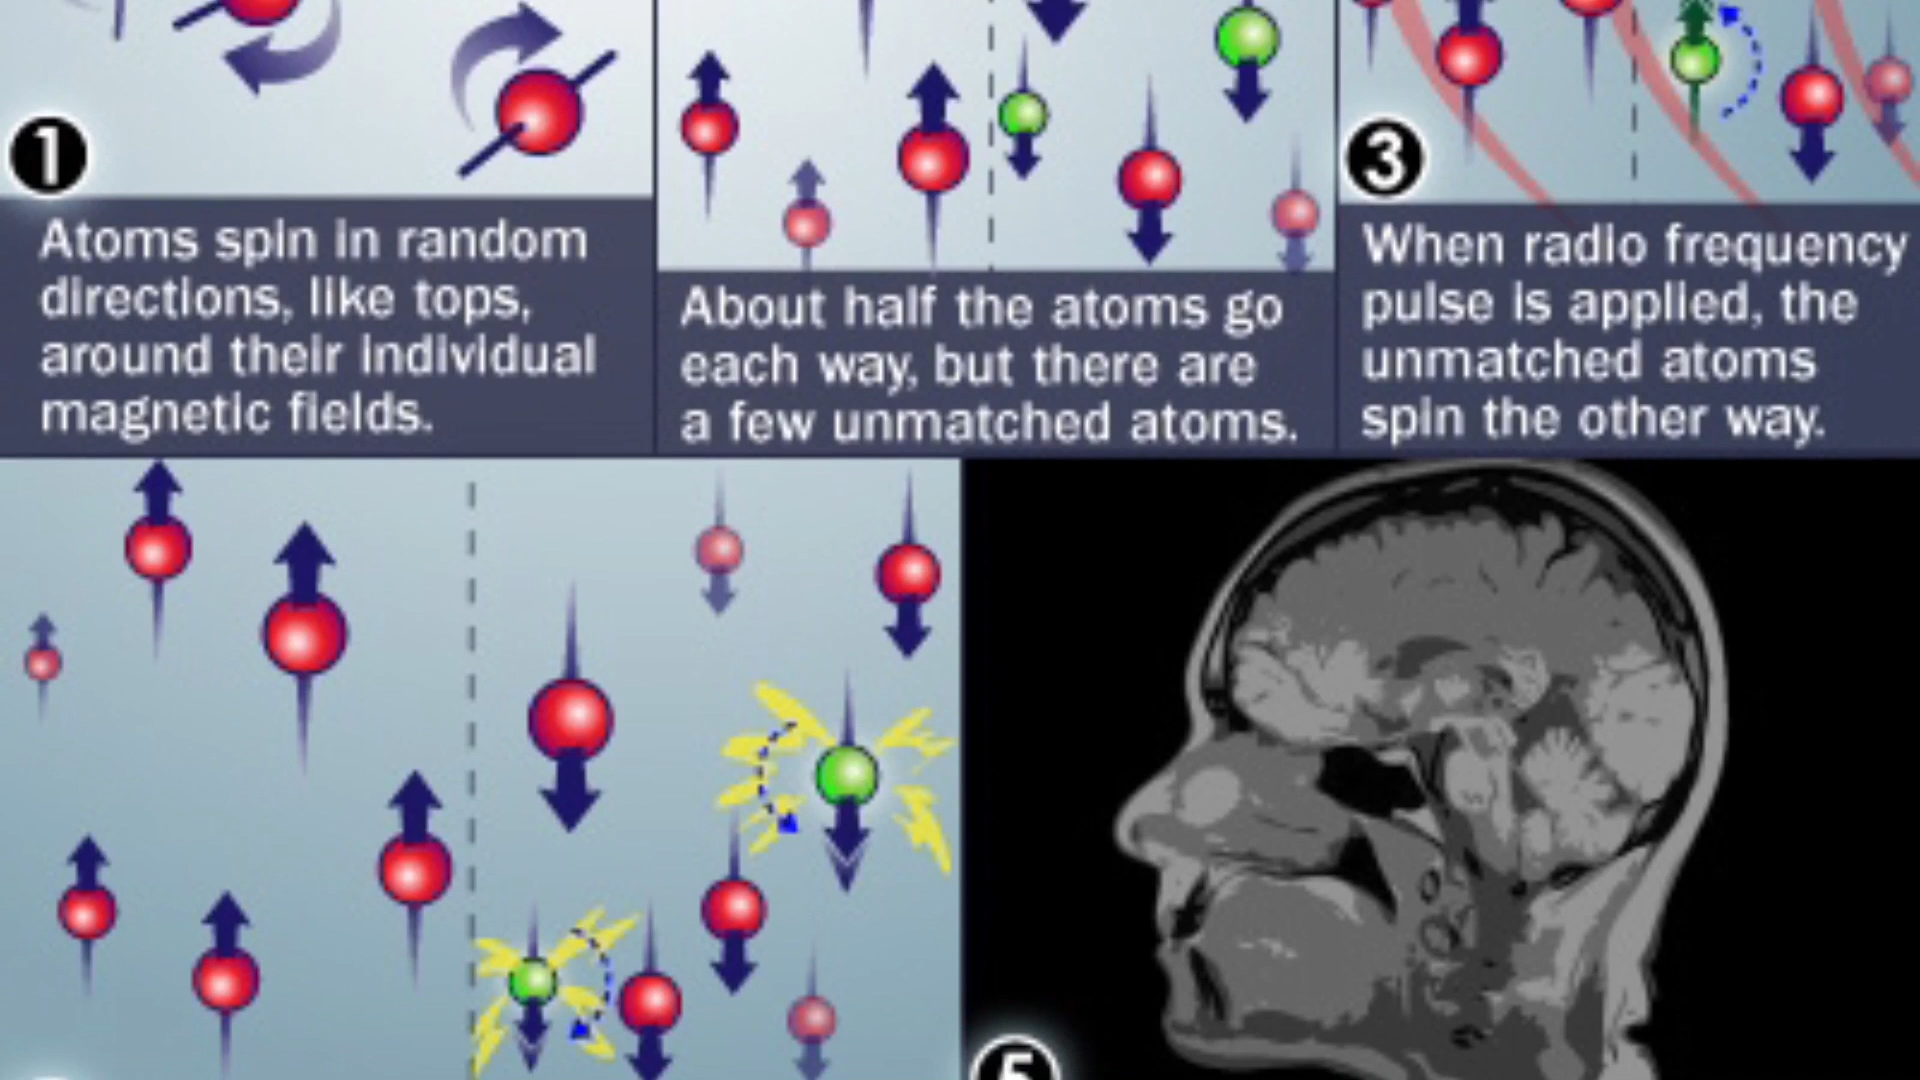 1
Atoms spin in random
directions, like tops,
around their individual
magnetic fields.
About half the atoms go
each way, but there are
a few unmatched atoms.
3
When radio frequency
pulse is applied, the
unmatched atoms
spin the other way.
5